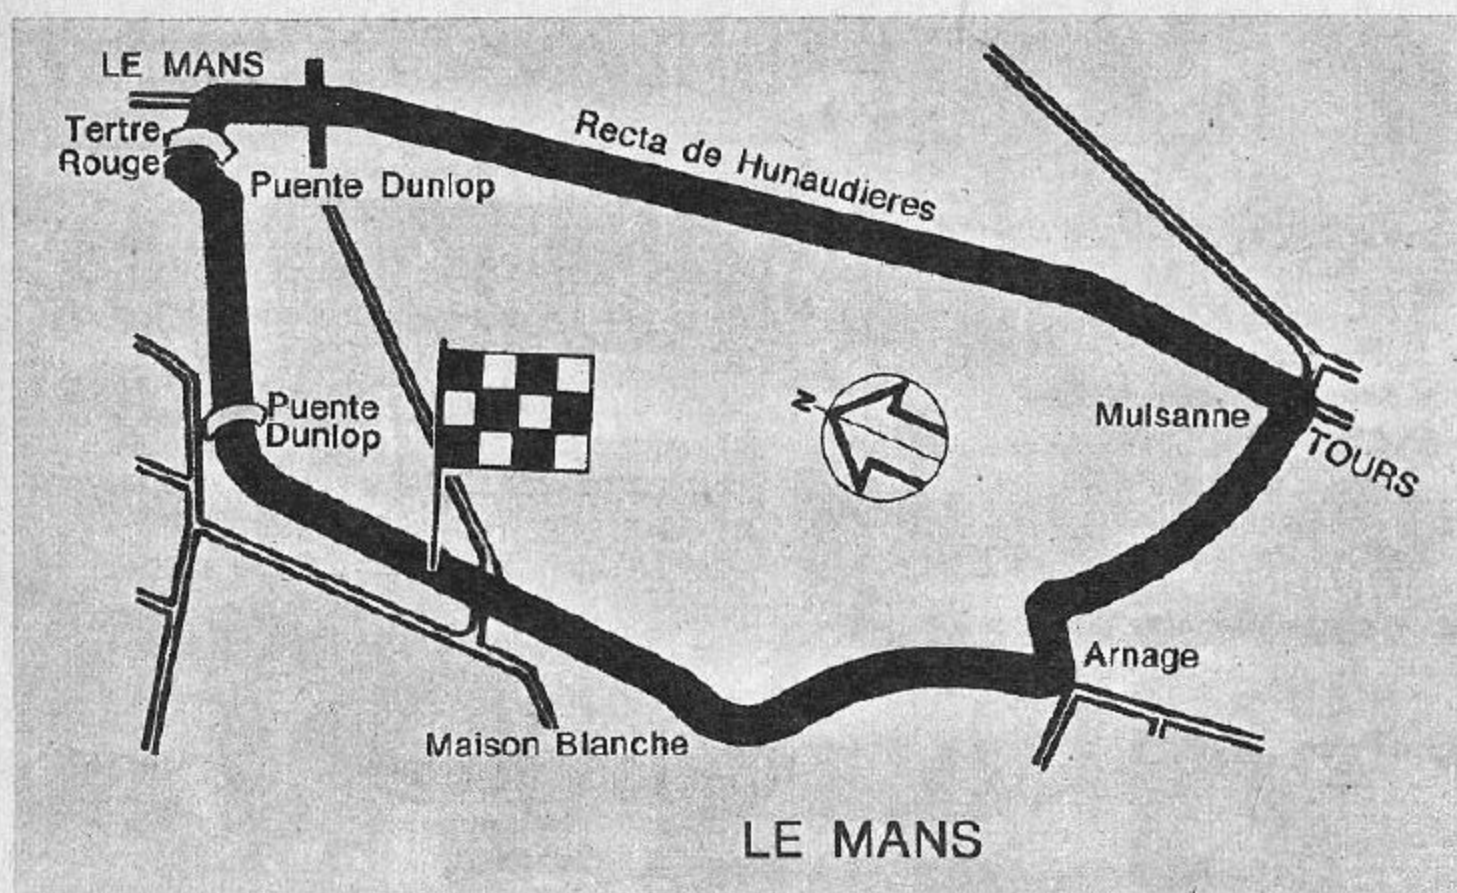 LE MANS
Tertre
Rouge
Puente Dunlop
Recta de Hunaudieres
Puente
Dunlop
N
Mulsanne
TOURS
Arnage
Maison Blanche
LE MANS